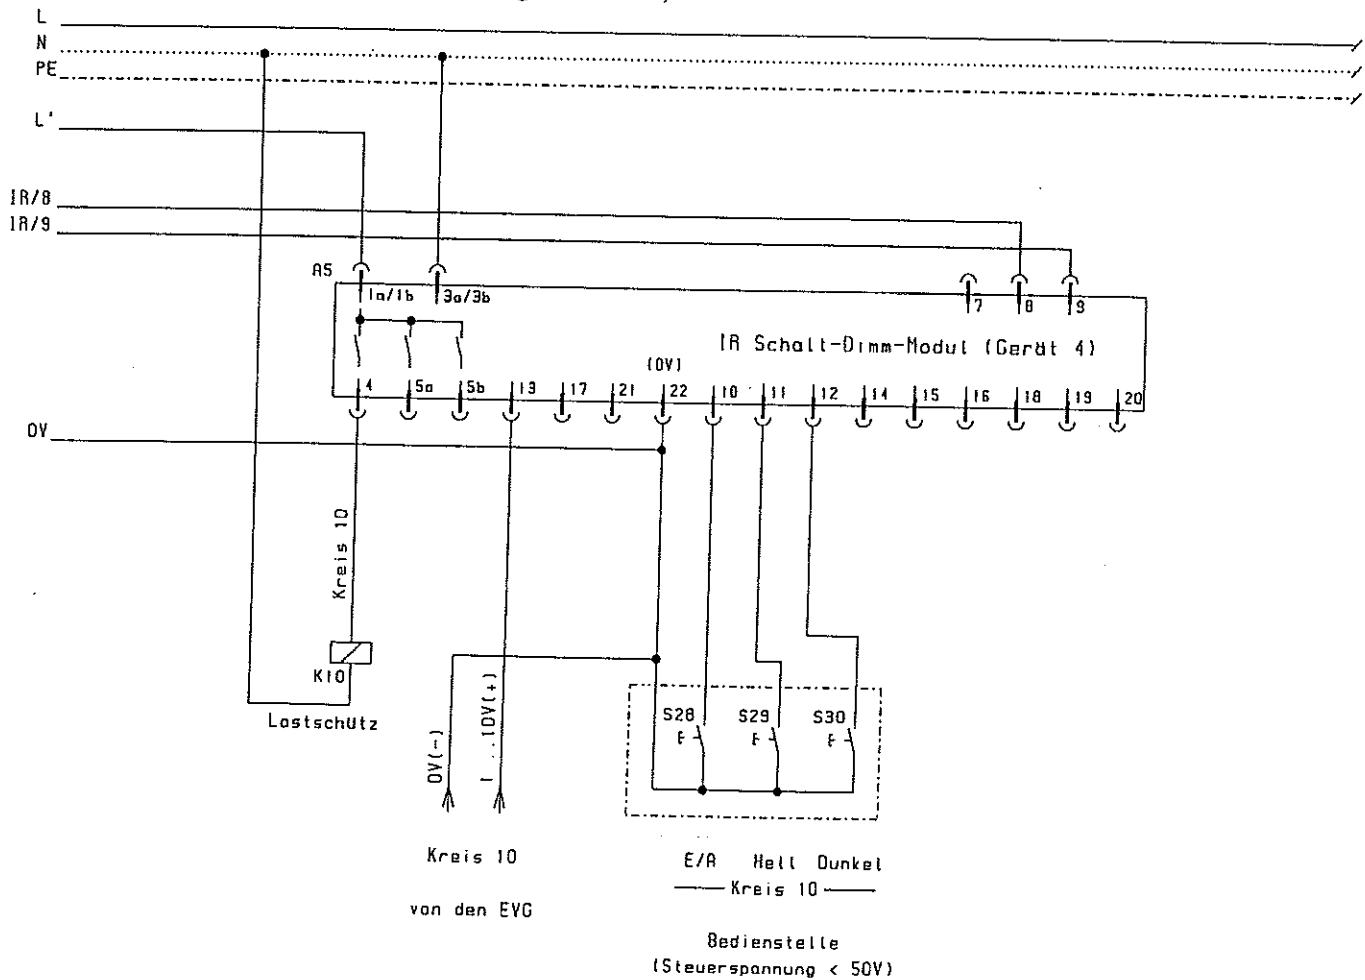 L
N
PE
L'
IR/8
IR/9
A5
1a/1b 3a/3b 7 8 9
IR Schalt-Dimm-Modul (Gerät 4)
(0V)
4 5a 5b 13 17 21 22 10 11 12 14 15 16 18 19 20
0V
Kreis 10
K10
Lastschütz
0V(-)
1...10V(+)
S28 S29 S30
E/A Hell Dunkel
Kreis 10
Kreis 10
von den EVG
Bedienstelle
(Steuerspannung < 50V)